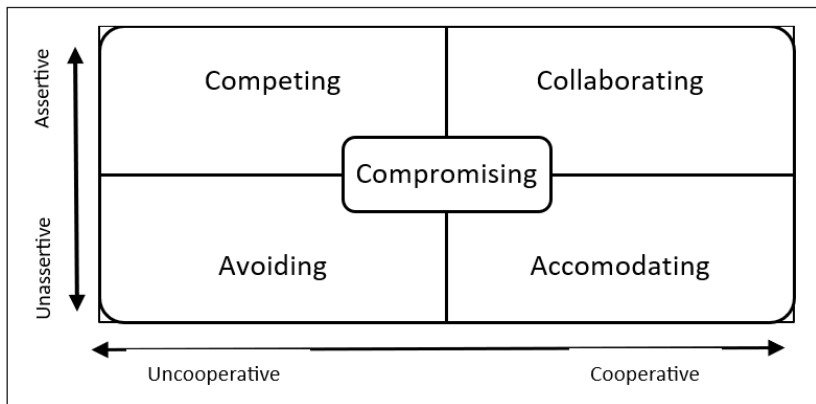 Assertive
Competing
Collaborating
Compromising
Unassertive
Avoiding
Accomodating
Uncooperative
Cooperative